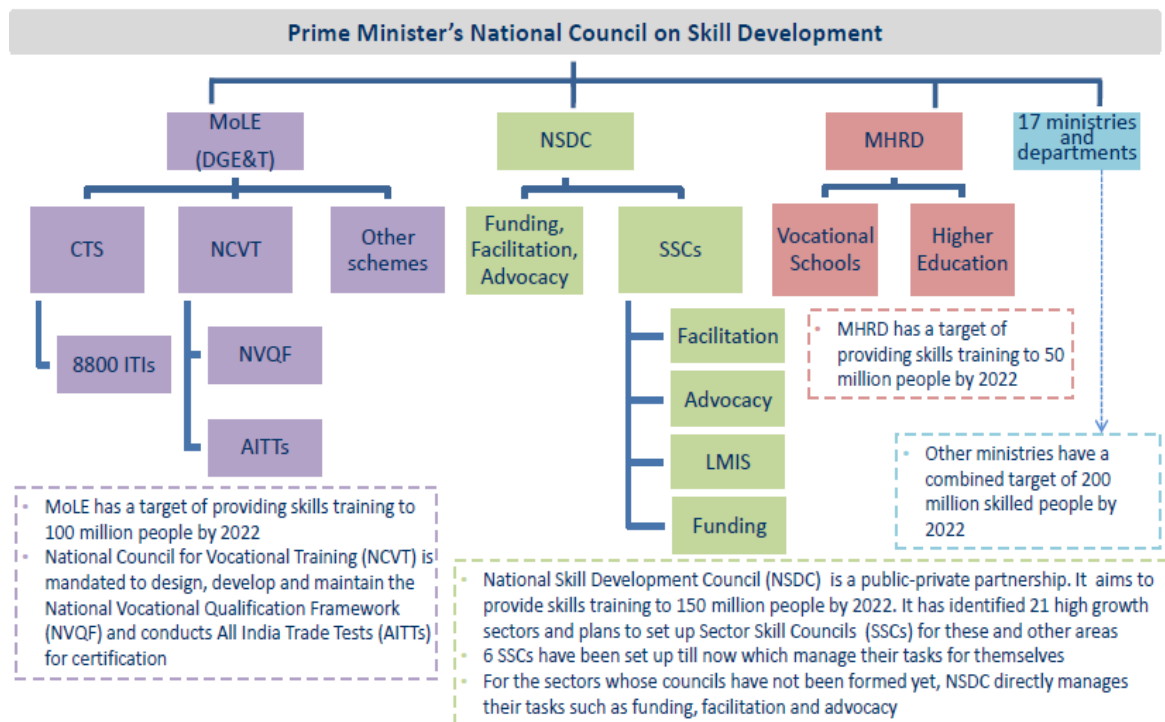 Prime Minister's National Council on Skill Development
MoLE
(DGE&T)
NSDC
MHRD
17 ministries
and
departments
CTS
NCVT
Other
schemes
Funding,
Facilitation,
Advocacy
SSCs
Vocational
Schools
Higher
Education
8800 ITIs
NVQF
AITTs
Facilitation
Advocacy
LMIS
Funding
• MHRD has a target of
providing skills training to 50
million people by 2022
• Other ministries have a
combined target of 200
million skilled people by
2022
• MoLE has a target of providing skills training to
100 million people by 2022
• National Council for Vocational Training (NCVT) is
mandated to design, develop and maintain the
National Vocational Qualification Framework
(NVQF) and conducts All India Trade Tests (AITTs)
for certification
• National Skill Development Council (NSDC) is a public-private partnership. It aims to
provide skills training to 150 million people by 2022. It has identified 21 high growth
sectors and plans to set up Sector Skill Councils (SSCs) for these and other areas
• 6 SSCs have been set up till now which manage their tasks for themselves
• For the sectors whose councils have not been formed yet, NSDC directly manages
their tasks such as funding, facilitation and advocacy